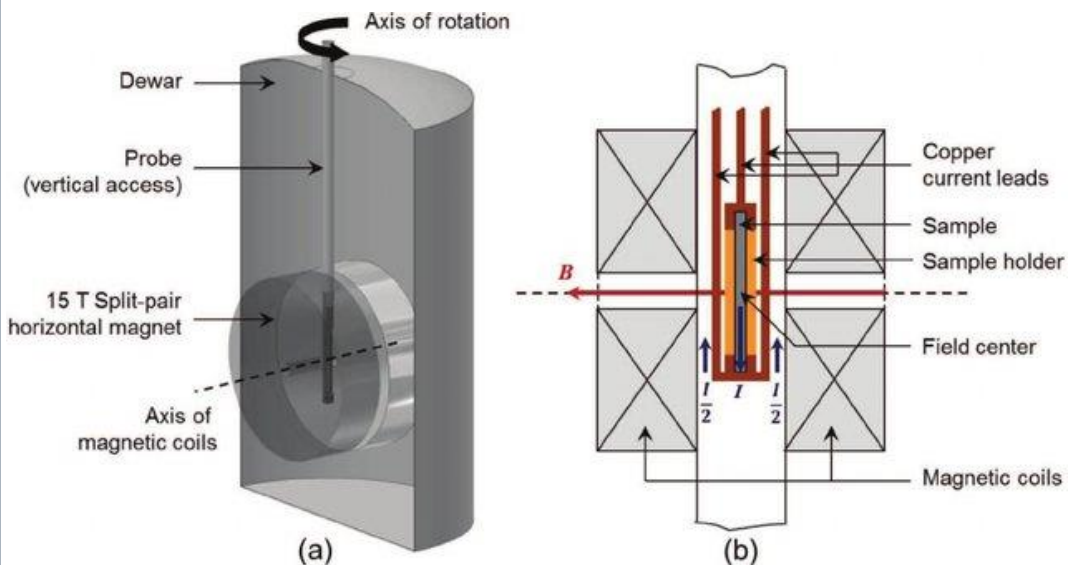 Axis of rotation
Dewar
Probe
(vertical access)
15 T Split-pair
horizontal magnet
Axis of
magnetic coils
(a)
Copper
current leads
Sample
Sample holder
B
Field center
I/2
I
I/2
Magnetic coils
(b)